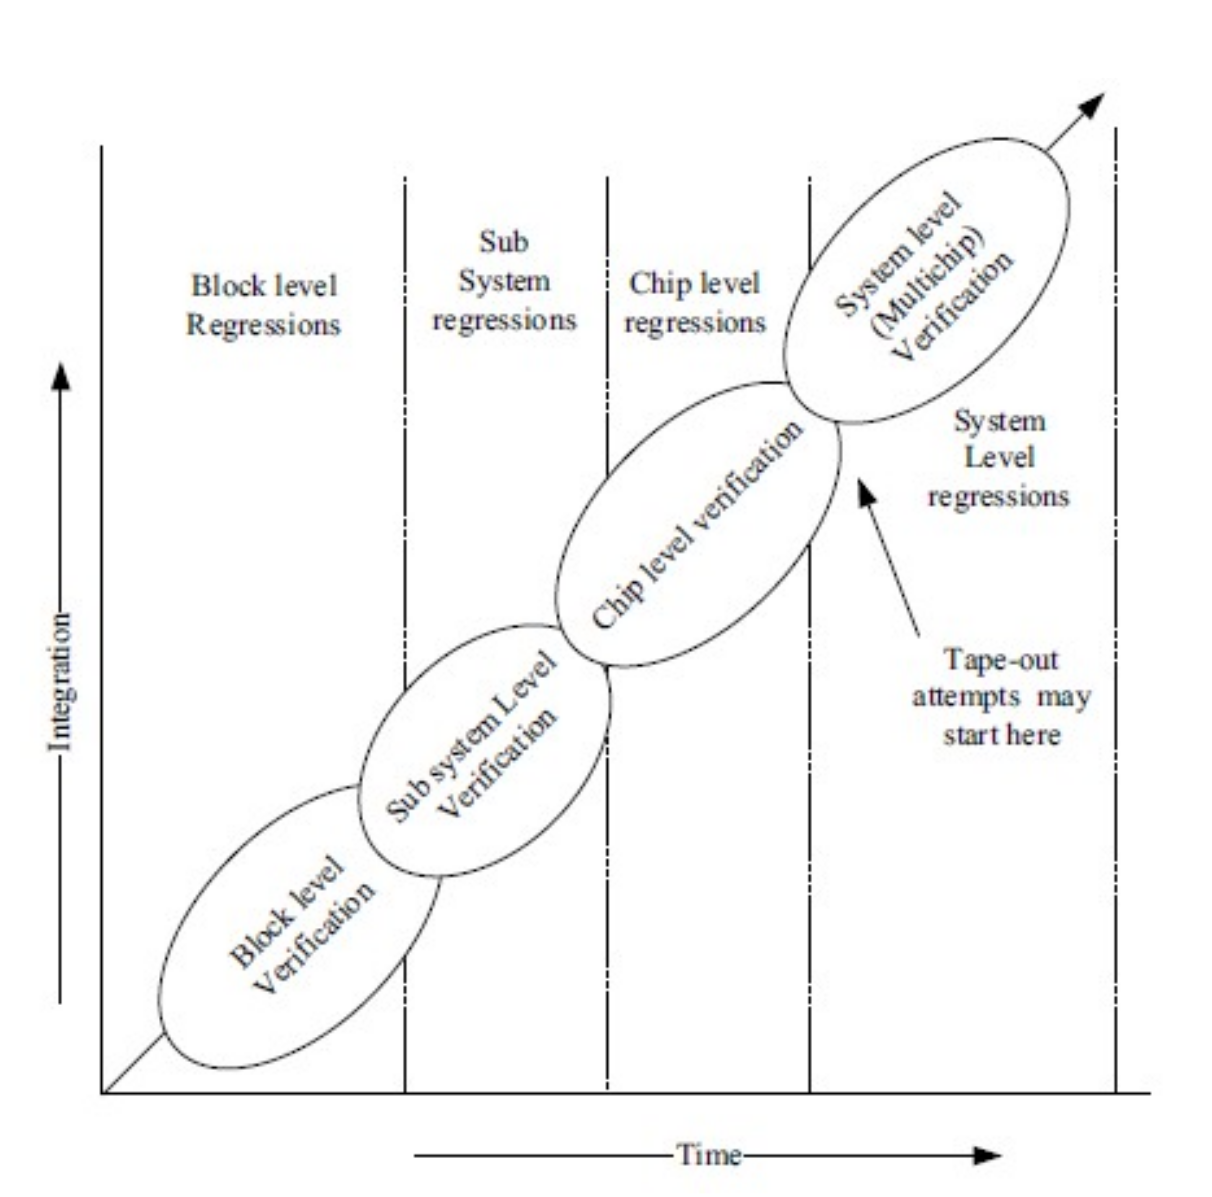 Block level
Regressions
Sub
System
regressions
Chip level
regressions
System level
(Multichip)
Verification
System
Level
regressions
Chip level verification
Tape-out
attempts may
start here
Sub system Level
Verification
Block level
Verification
Integration
Time